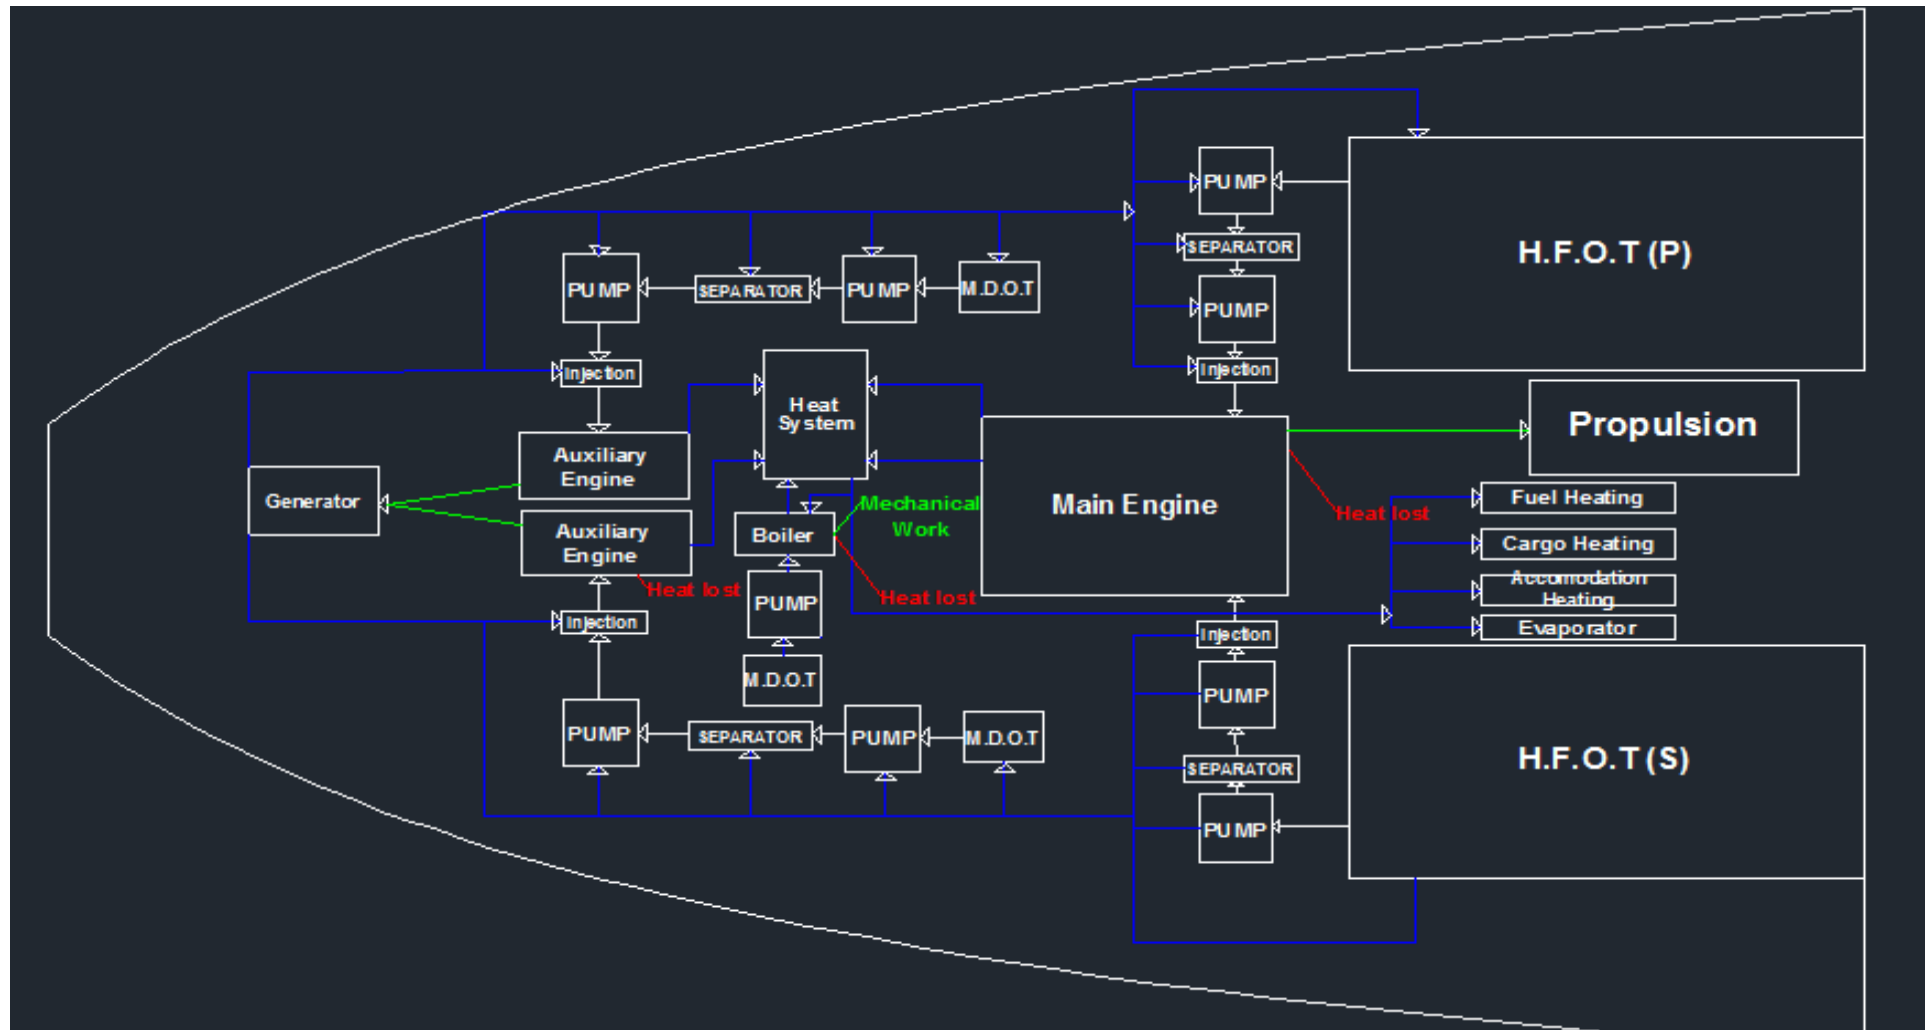 PUMP
H.F.O.T (P)
SEPARATOR
PUMP
SEPARATOR
PUMP
M.D.O.T
PUMP
Injection
Injection
Heat
System
Propulsion
Auxiliary
Engine
Generator
Main Engine
Mechanical
Work
Heat lost
Fuel Heating
Auxiliary
Engine
Boiler
Cargo Heating
Heat lost
Heat lost
Accomodation
Heating
PUMP
Injection
Injection
Evaporator
M.D.O.T
PUMP
PUMP
SEPARATOR
PUMP
M.D.O.T
SEPARATOR
H.F.O.T (S)
PUMP